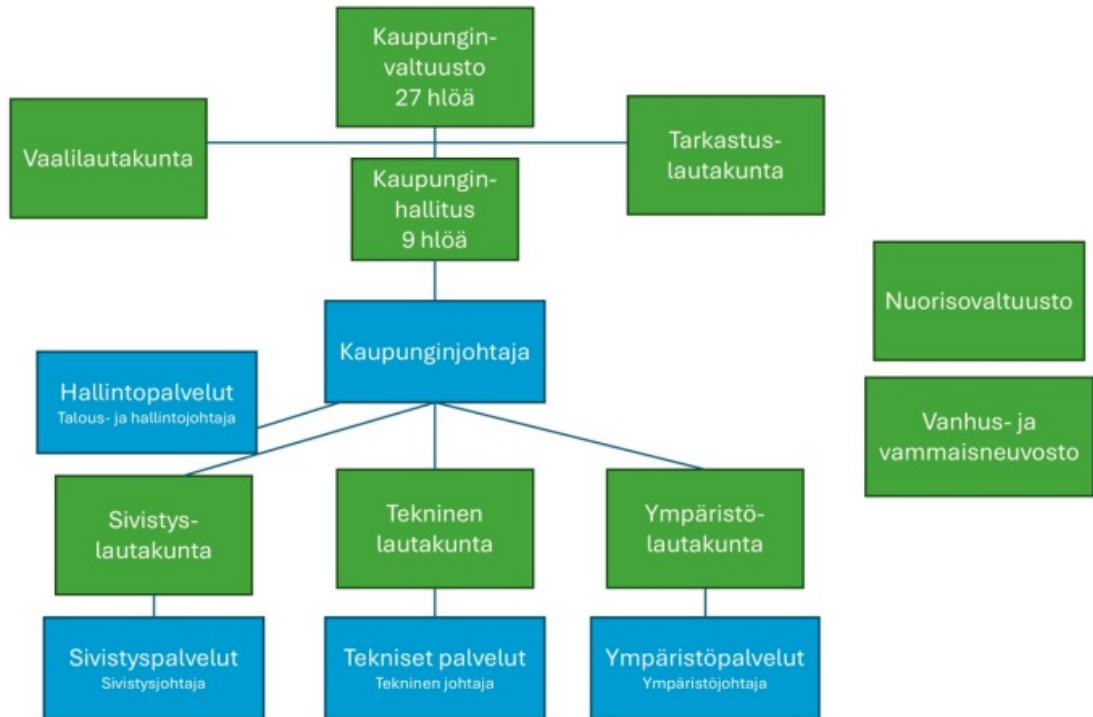 Kaupungin-
valtuusto
27 hlöä
Vaalilautakunta
Tarkastus-
lautakunta
Kaupungin-
hallitus
9 hlöä
Nuorisovaltuusto
Kaupunginjohtaja
Hallintopalvelut
Talous- ja hallintojohtaja
Vanhus- ja
vammaisneuvosto
Sivistys-
lautakunta
Tekninen
lautakunta
Ympäristö-
lautakunta
Sivistyspalvelut
Sivistysjohtaja
Tekniset palvelut
Tekninen johtaja
Ympäristöpalvelut
Ympäristöjohtaja